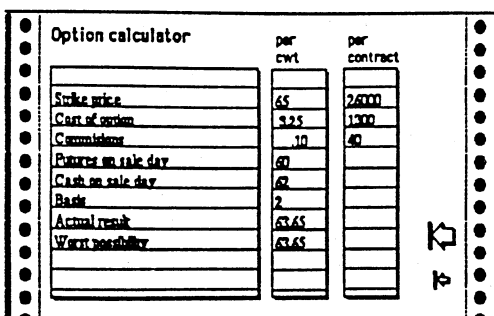 Option calculator per per
cwt contract
Strike price 65 26000
Cost of option 3.25 1300
Commisions .10 40
Futures on sale day 60
Cash on sale day 62
Basis 2
Actual result 63.65
Worst possibility 63.65